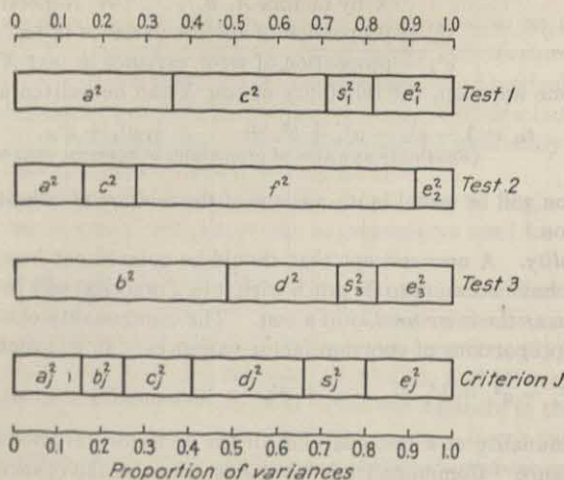 0 0.1 0.2 0.3 0.4 0.5 0.6 0.7 0.8 0.9 1.0
a² c² s₁² e₁² Test 1
a² c² f² e₂² Test 2
b² d² s₃² e₃² Test 3
aⱼ² bⱼ² cⱼ² dⱼ² sⱼ² eⱼ² Criterion J
0 0.1 0.2 0.3 0.4 0.5 0.6 0.7 0.8 0.9 1.0
Proportion of variances